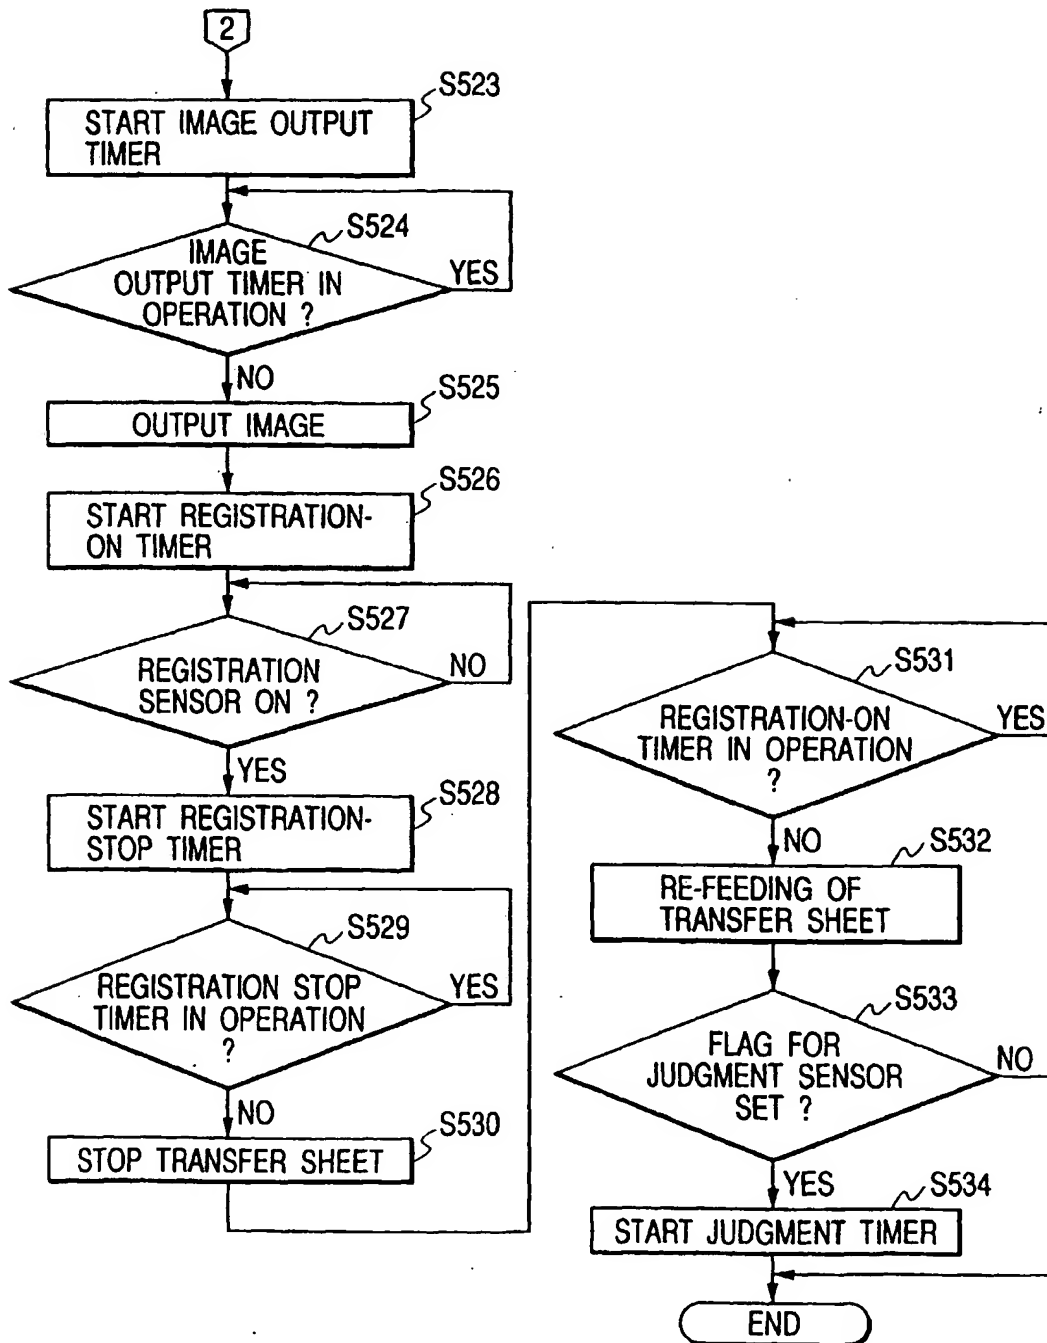 2
S523
START IMAGE OUTPUT
TIMER
S524
IMAGE
OUTPUT TIMER IN
OPERATION ?
YES
NO
S525
OUTPUT IMAGE
S526
START REGISTRATION-
ON TIMER
S527
REGISTRATION
SENSOR ON ?
NO
YES
S528
START REGISTRATION-
STOP TIMER
S529
REGISTRATION STOP
TIMER IN OPERATION
?
YES
NO
S530
STOP TRANSFER SHEET
S531
REGISTRATION-ON
TIMER IN OPERATION
?
YES
NO
S532
RE-FEEDING OF
TRANSFER SHEET
S533
FLAG FOR
JUDGMENT SENSOR
SET ?
NO
YES
S534
START JUDGMENT TIMER
END